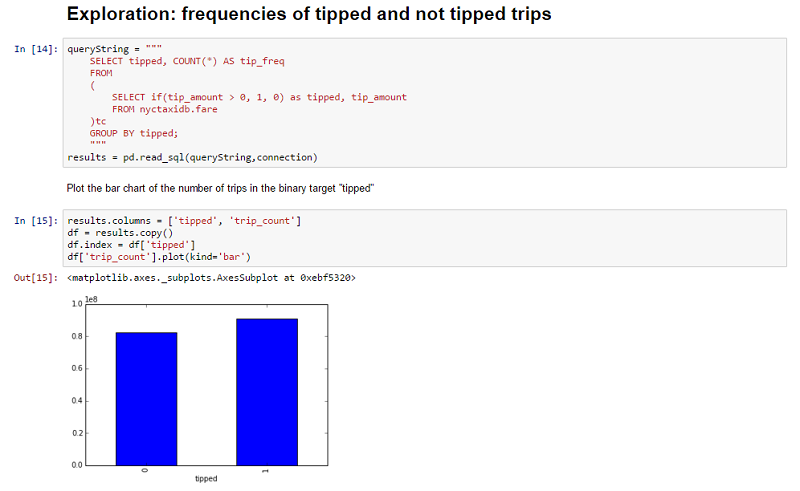 Exploration: frequencies of tipped and not tipped trips
In [14]: queryString = """
SELECT tipped, COUNT(*) AS tip_freq
FROM
(
SELECT if(tip_amount > 0, 1, 0) as tipped, tip_amount
FROM nyctaxidb.fare
)tc
GROUP BY tipped;
"""
results = pd.read_sql(queryString,connection)
Plot the bar chart of the number of trips in the binary target "tipped"
In [15]: results.columns = ['tipped', 'trip_count']
df = results.copy()
df.index = df['tipped']
df['trip_count'].plot(kind='bar')
Out[15]: <matplotlib.axes._subplots.AxesSubplot at 0xebf5320>
1e8
1.0
0.8
0.6
0.4
0.2
0.0
0 1
tipped